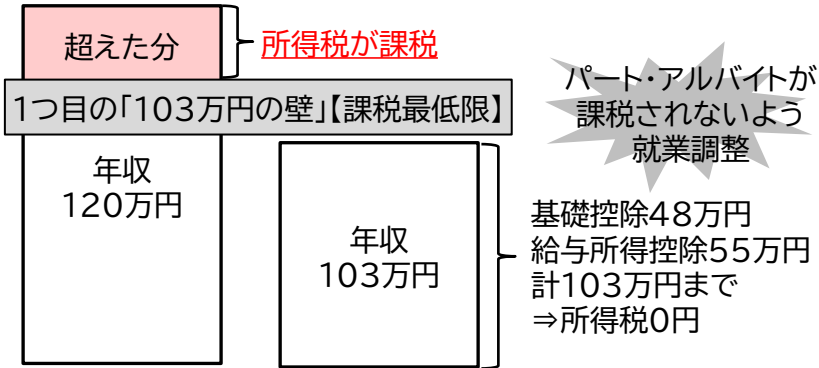 超えた分
所得税が課税
1つ目の「103万円の壁」【課税最低限】
パート・アルバイトが
課税されないよう
就業調整
年収
120万円
年収
103万円
基礎控除48万円
給与所得控除55万円
計103万円まで
⇒所得税0円